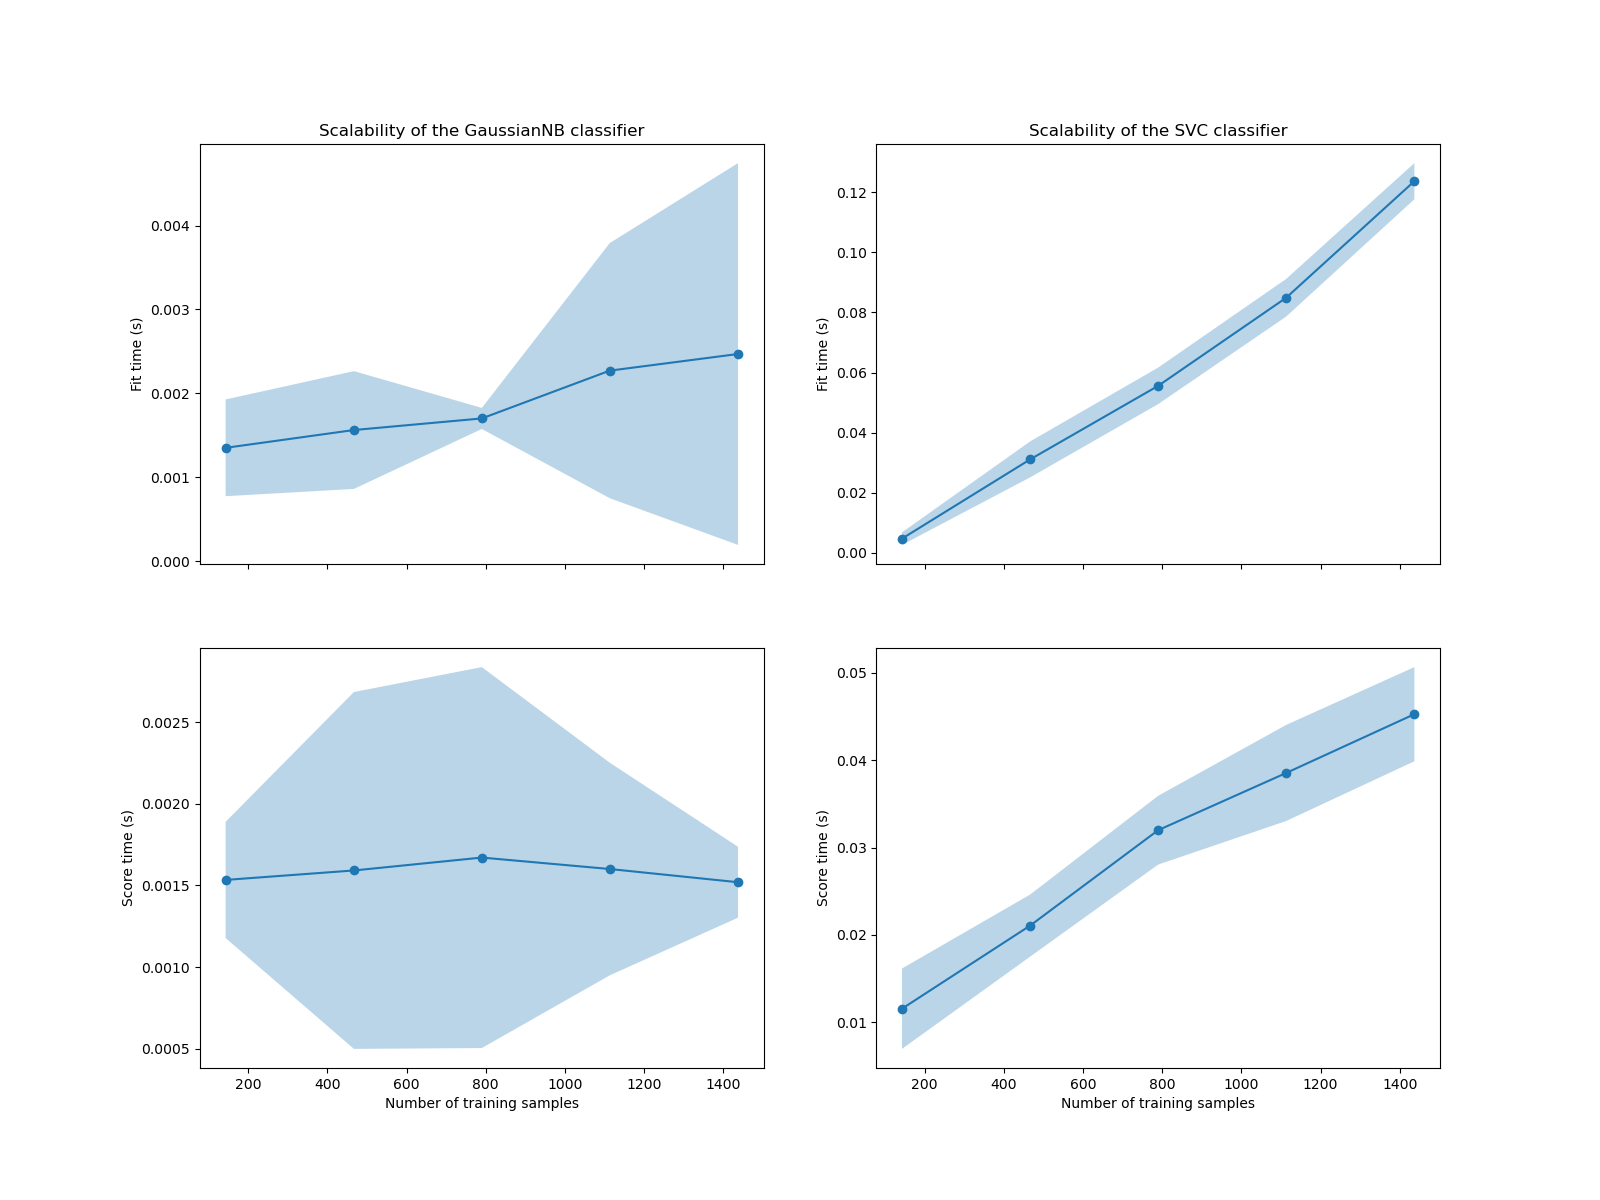 Scalability of the GaussianNB classifier
0.004
0.003
0.002
0.001
0.000
Fit time (s)
Scalability of the SVC classifier
0.12
0.10
0.08
0.06
0.04
0.02
0.00
Fit time (s)
0.0025
0.0020
0.0015
0.0010
0.0005
Score time (s)
200 400 600 800 1000 1200 1400
Number of training samples
0.05
0.04
0.03
0.02
0.01
Score time (s)
200 400 600 800 1000 1200 1400
Number of training samples